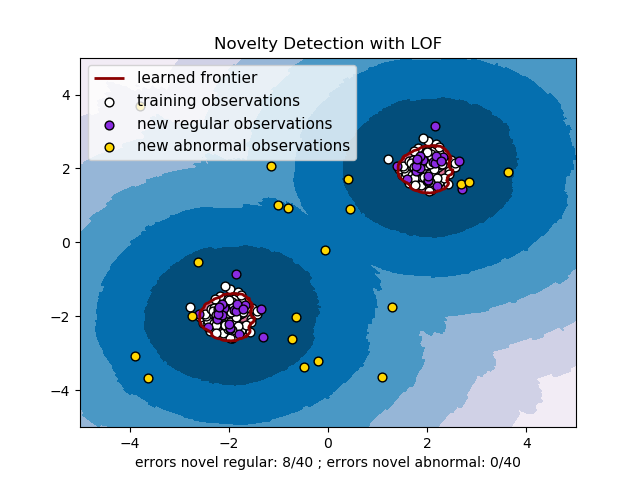 Novelty Detection with LOF
learned frontier
training observations
new regular observations
new abnormal observations
4
2
0
−2
−4
−4
−2
0
2
4
errors novel regular: 8/40 ; errors novel abnormal: 0/40